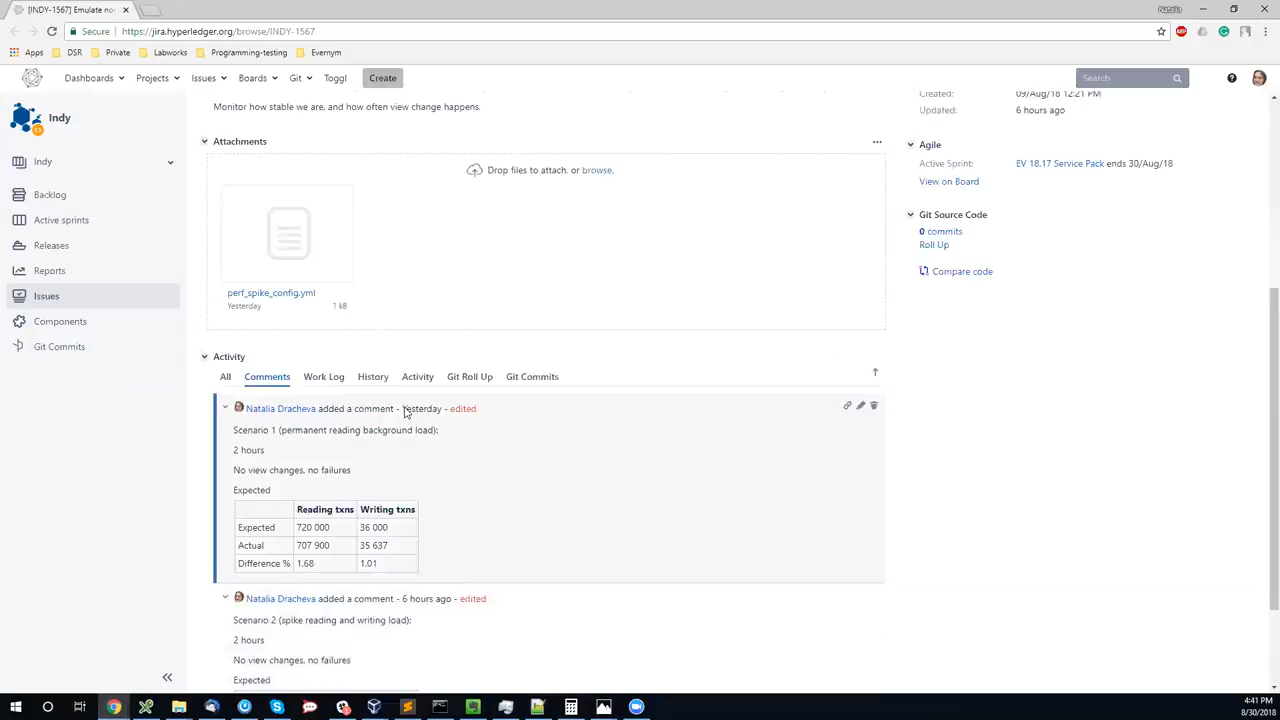 [INDY-1567] Emulate no
Natalia
Secure
https://jira.hyperledger.org/browse/INDY-1567
Apps
DSR
Private
Labworks
Programming-testing
Evernym
Dashboards
Projects
Issues
Boards
Git
Toggl
Create
Search
Indy
Indy
Backlog
Active sprints
Releases
Reports
Issues
Components
Git Commits
Monitor how stable we are, and how often view change happens.
Attachments
Drop files to attach, or browse.
perf_spike_config.yml
Yesterday
1 kB
Activity
All
Comments
Work Log
History
Activity
Git Roll Up
Git Commits
Natalia Dracheva added a comment - Yesterday - edited
Scenario 1 (permanent reading background load):
2 hours
No view changes, no failures
Expected
Reading txns Writing txns
Expected 720 000 36 000
Actual 707 900 35 637
Difference % 1.68 1.01
Natalia Dracheva added a comment - 6 hours ago - edited
Scenario 2 (spike reading and writing load):
2 hours
No view changes, no failures
Expected
Created: 09/Aug/18 12:21 PM
Updated: 6 hours ago
Agile
Active Sprint: EV 18.17 Service Pack ends 30/Aug/18
View on Board
Git Source Code
0 commits
Roll Up
Compare code
4:41 PM
8/30/2018